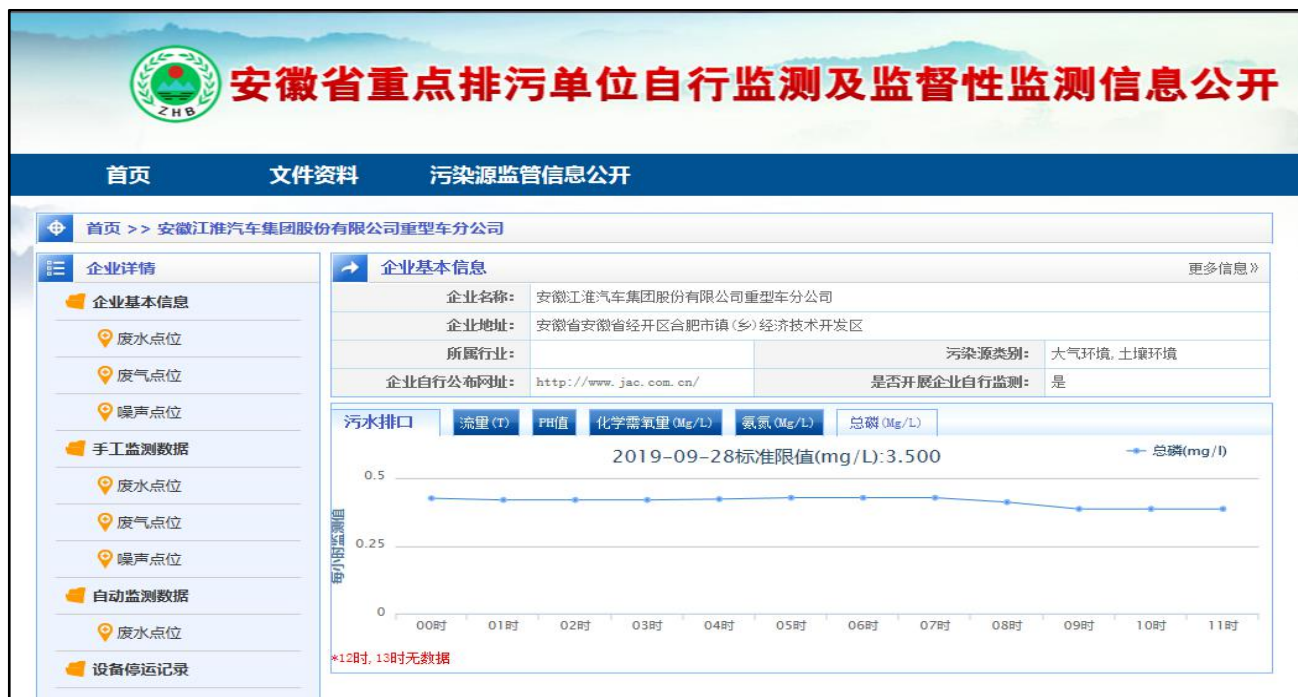 ZHB
安徽省重点排污单位自行监测及监督性监测信息公开
首页 文件资料 污染源监管信息公开
首页 >> 安徽江淮汽车集团股份有限公司重型车分公司
企业详情
企业基本信息
废水点位
废气点位
噪声点位
手工监测数据
废水点位
废气点位
噪声点位
自动监测数据
废水点位
设备停运记录
企业基本信息 更多信息》
企业名称: 安徽江淮汽车集团股份有限公司重型车分公司
企业地址: 安徽省安徽省经开区合肥市镇(乡)经济技术开发区
所属行业: 污染源类别: 大气环境, 土壤环境
企业自行公布网址: http://www.jac.com.cn/ 是否开展企业自行监测: 是
污水排口 流量(T) PH值 化学需氧量(Mg/L) 氨氮(Mg/L) 总磷(Mg/L)
2019-09-28标准限值(mg/L):3.500
总磷(mg/l)
每小时监测值
0.5
0.25
0
00时 01时 02时 03时 04时 05时 06时 07时 08时 09时 10时 11时
*12时, 13时无数据